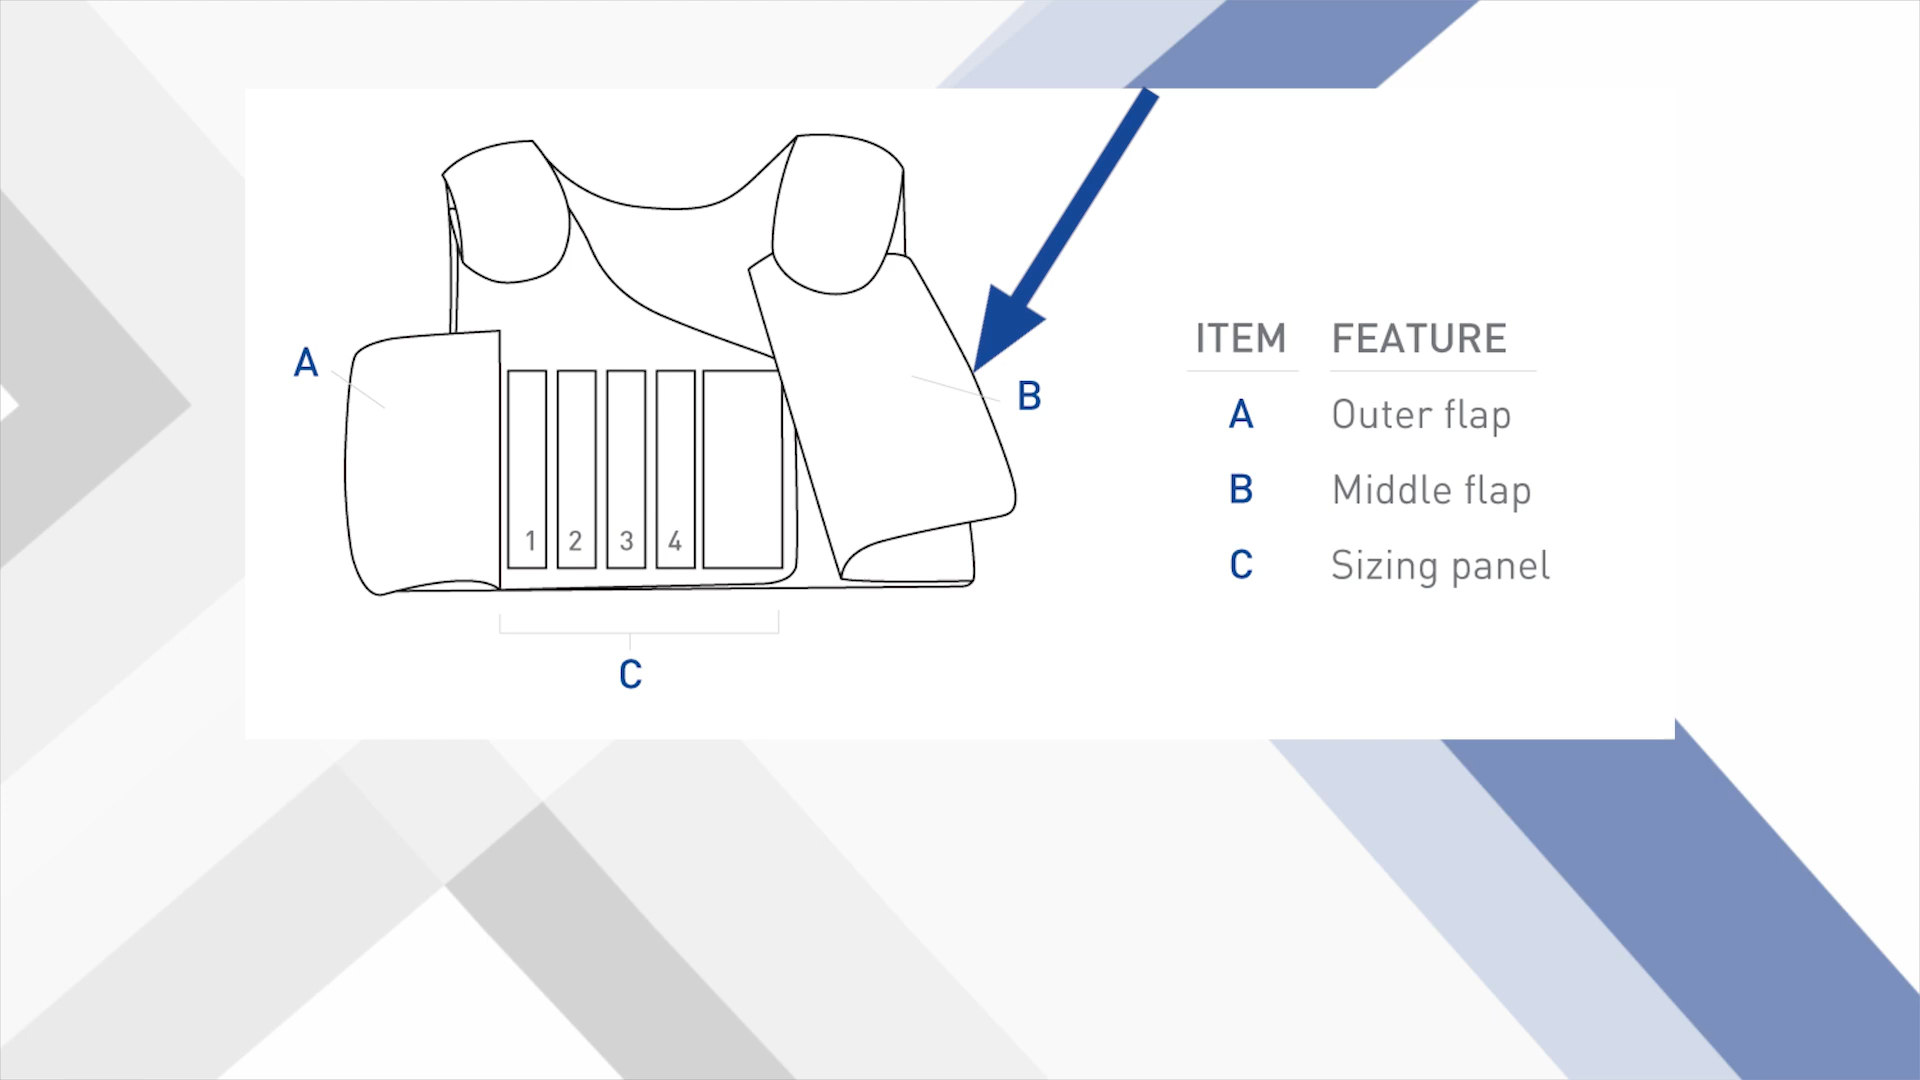 A
B
1 2 3 4
C
ITEM FEATURE
A Outer flap
B Middle flap
C Sizing panel